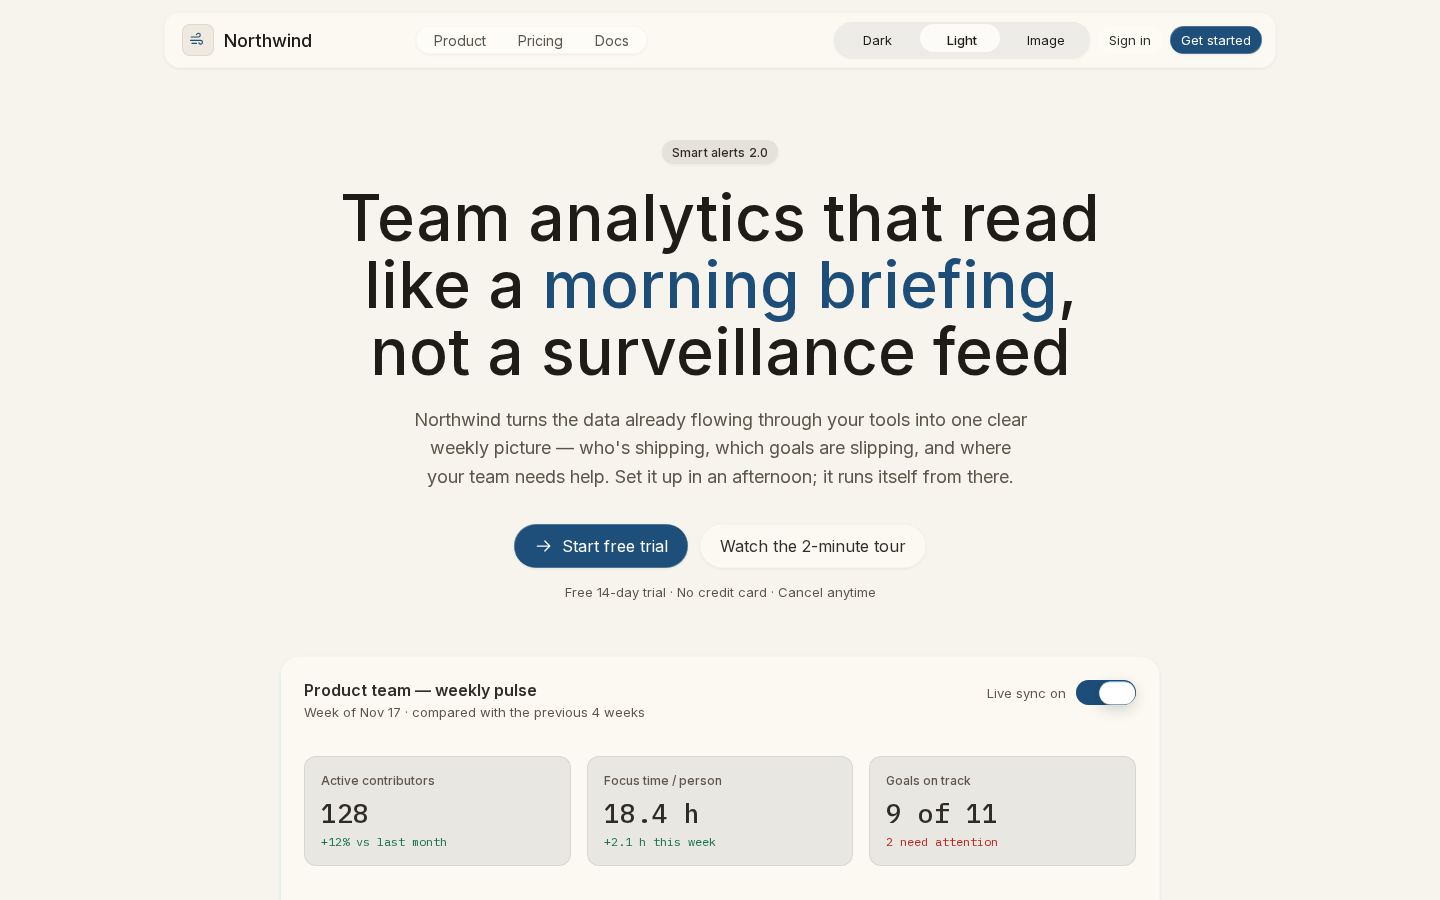 Northwind
Product Pricing Docs
Dark Light Image
Sign in
Get started
Smart alerts 2.0
Team analytics that read
like a morning briefing,
not a surveillance feed
Northwind turns the data already flowing through your tools into one clear
weekly picture — who's shipping, which goals are slipping, and where
your team needs help. Set it up in an afternoon; it runs itself from there.
Start free trial
Watch the 2-minute tour
Free 14-day trial · No credit card · Cancel anytime
Product team — weekly pulse
Week of Nov 17 · compared with the previous 4 weeks
Live sync on
Active contributors
128
+12% vs last month
Focus time / person
18.4 h
+2.1 h this week
Goals on track
9 of 11
2 need attention